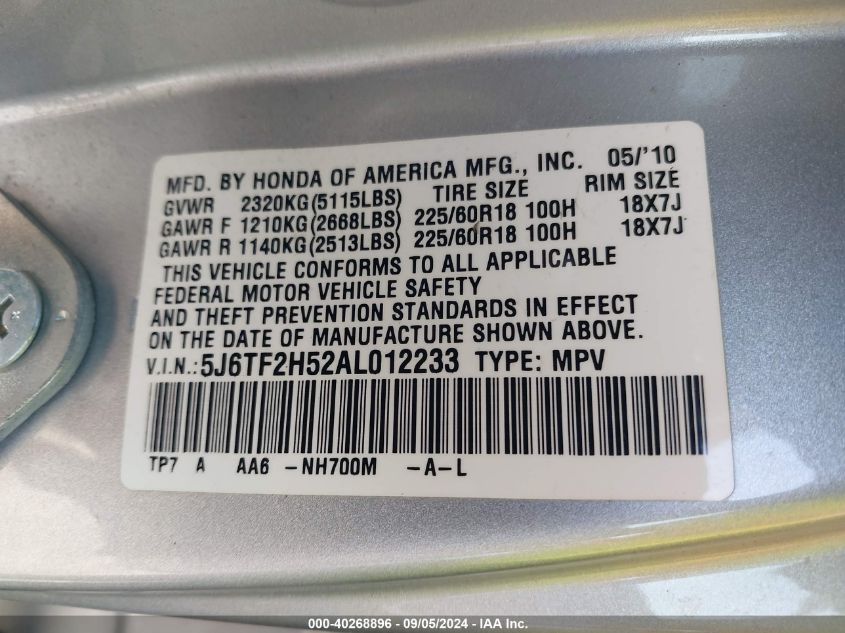 MFD. BY HONDA OF AMERICA MFG., INC. 05/'10
GVWR 2320KG(5115LBS) TIRE SIZE RIM SIZE
GAWR F 1210KG(2668LBS) 225/60R18 100H 18X7J
GAWR R 1140KG(2513LBS) 225/60R18 100H 18X7J
THIS VEHICLE CONFORMS TO ALL APPLICABLE
FEDERAL MOTOR VEHICLE SAFETY
AND THEFT PREVENTION STANDARDS IN EFFECT
ON THE DATE OF MANUFACTURE SHOWN ABOVE.
V.I.N.:5J6TF2H52AL012233 TYPE: MPV
TP7 A AA6 -NH700M -A-L
000-40268896 - 09/05/2024 - IAA Inc.